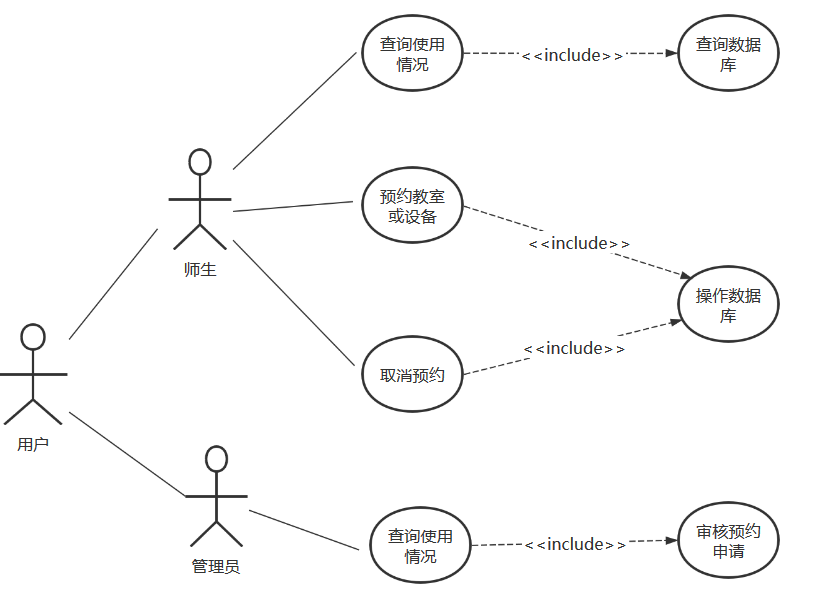 查询使用
情况
<<include>>
查询数据
库
师生
预约教室
或设备
<<include>>
操作数据
库
<<include>>
取消预约
用户
管理员
查询使用
情况
<<include>>
审核预约
申请